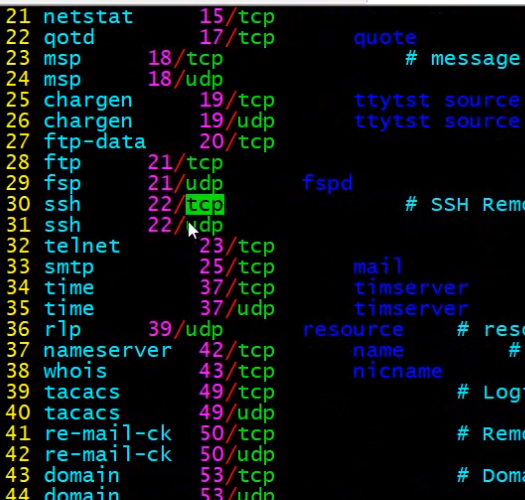 21 netstat 15/tcp
22 qotd 17/tcp quote
23 msp 18/tcp # message
24 msp 18/udp
25 chargen 19/tcp ttytst source
26 chargen 19/udp ttytst source
27 ftp-data 20/tcp
28 ftp 21/tcp
29 fsp 21/udp fspd
30 ssh 22/tcp # SSH Remo
31 ssh 22/udp
32 telnet 23/tcp
33 smtp 25/tcp mail
34 time 37/tcp timserver
35 time 37/udp timserver
36 rlp 39/udp resource # reso
37 nameserver 42/tcp name #
38 whois 43/tcp nicname
39 tacacs 49/tcp # Logi
40 tacacs 49/udp
41 re-mail-ck 50/tcp # Remo
42 re-mail-ck 50/udp
43 domain 53/tcp # Doma
44 domain 53/udp